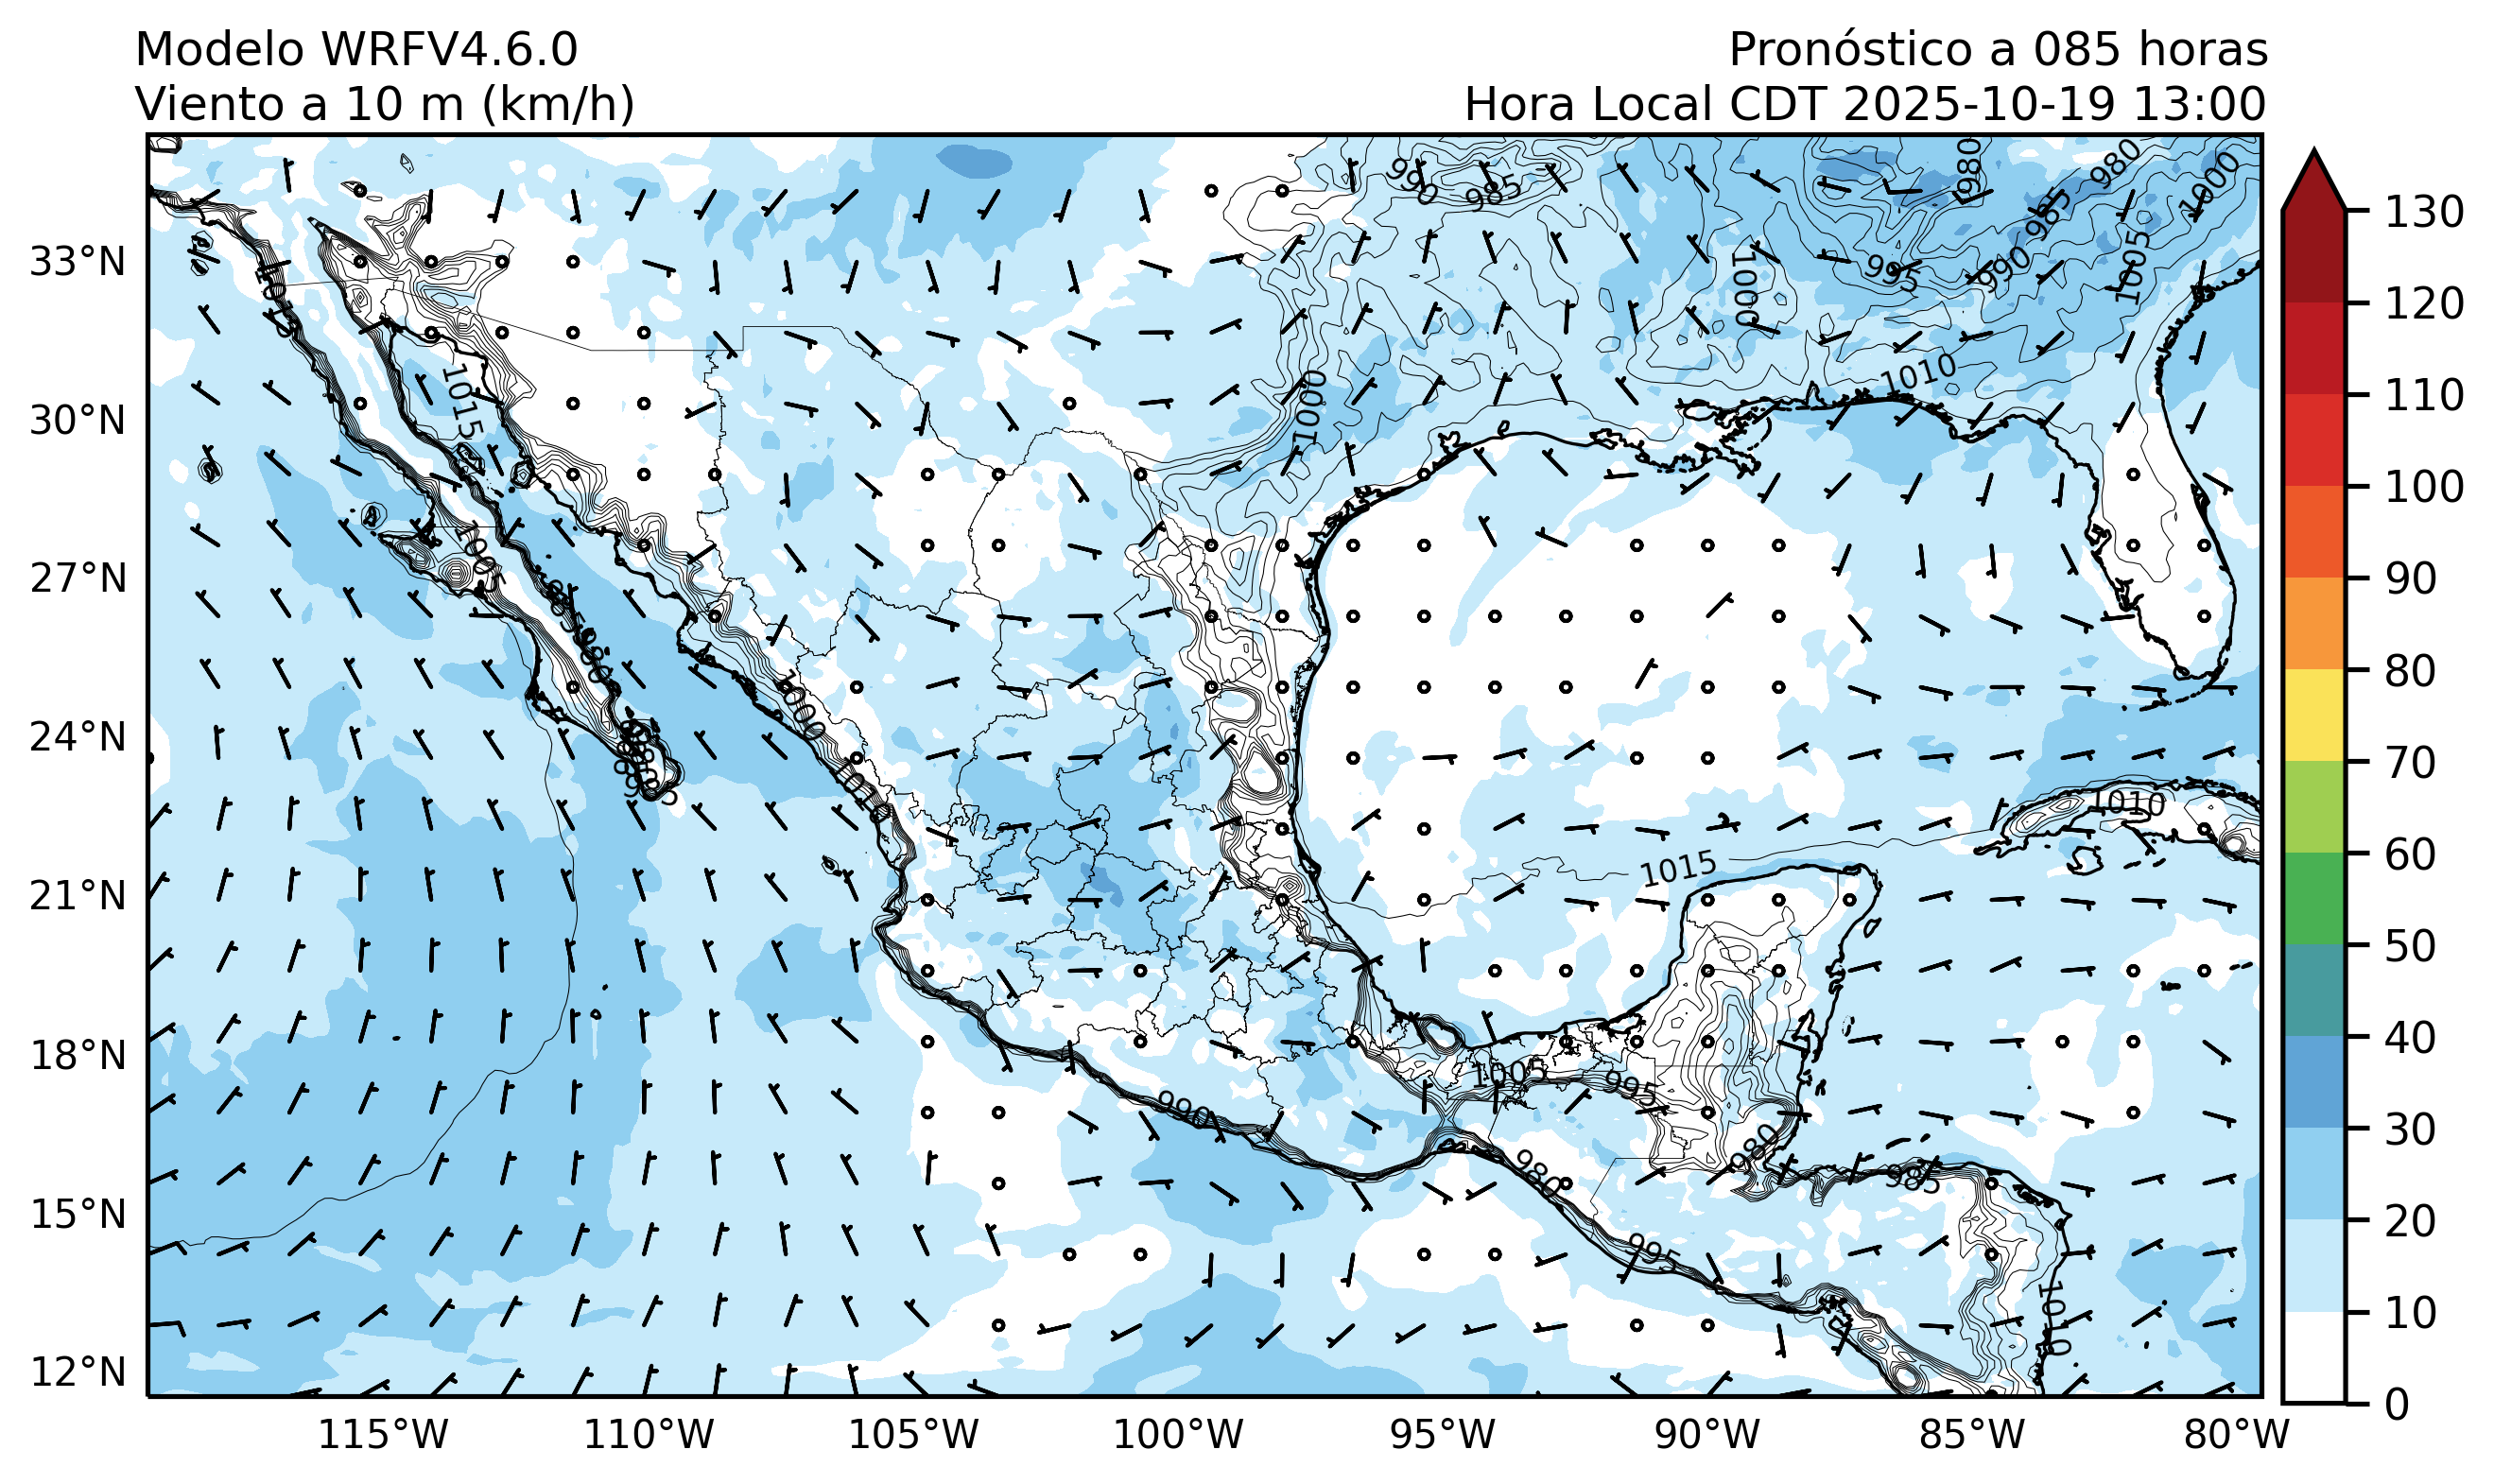 Modelo WRFV4.6.0
Viento a 10 m (km/h)
Pronóstico a 085 horas
Hora Local CDT 2025-10-19 13:00
33°N
30°N
27°N
24°N
21°N
18°N
15°N
12°N
115°W
110°W
105°W
100°W
95°W
90°W
85°W
80°W
130
120
110
100
90
80
70
60
50
40
30
20
10
0
990
985
980
980
1000
985
1005
995
990
1000
1010
1015
1015
1000
1005
1000
1010
1010
1015
1005
995
990
980
980
985
995
1010